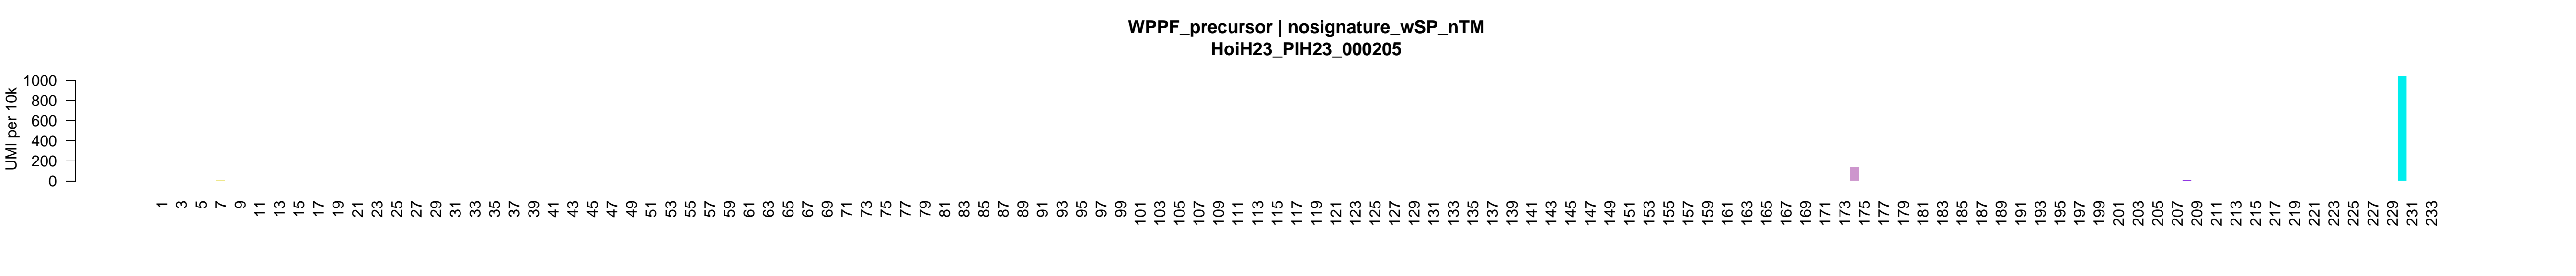 WPPF_precursor | nosignature_wSP_nTM
HoiH23_PlH23_000205
UMI per 10k
1000
800
600
400
200
0
1 3 5 7 9 11 13 15 17 19 21 23 25 27 29 31 33 35 37 39 41 43 45 47 49 51 53 55 57 59 61 63 65 67 69 71 73 75 77 79 81 83 85 87 89 91 93 95 97 99 101 103 105 107 109 111 113 115 117 119 121 123 125 127 129 131 133 135 137 139 141 143 145 147 149 151 153 155 157 159 161 163 165 167 169 171 173 175 177 179 181 183 185 187 189 191 193 195 197 199 201 203 205 207 209 211 213 215 217 219 221 223 225 227 229 231 233